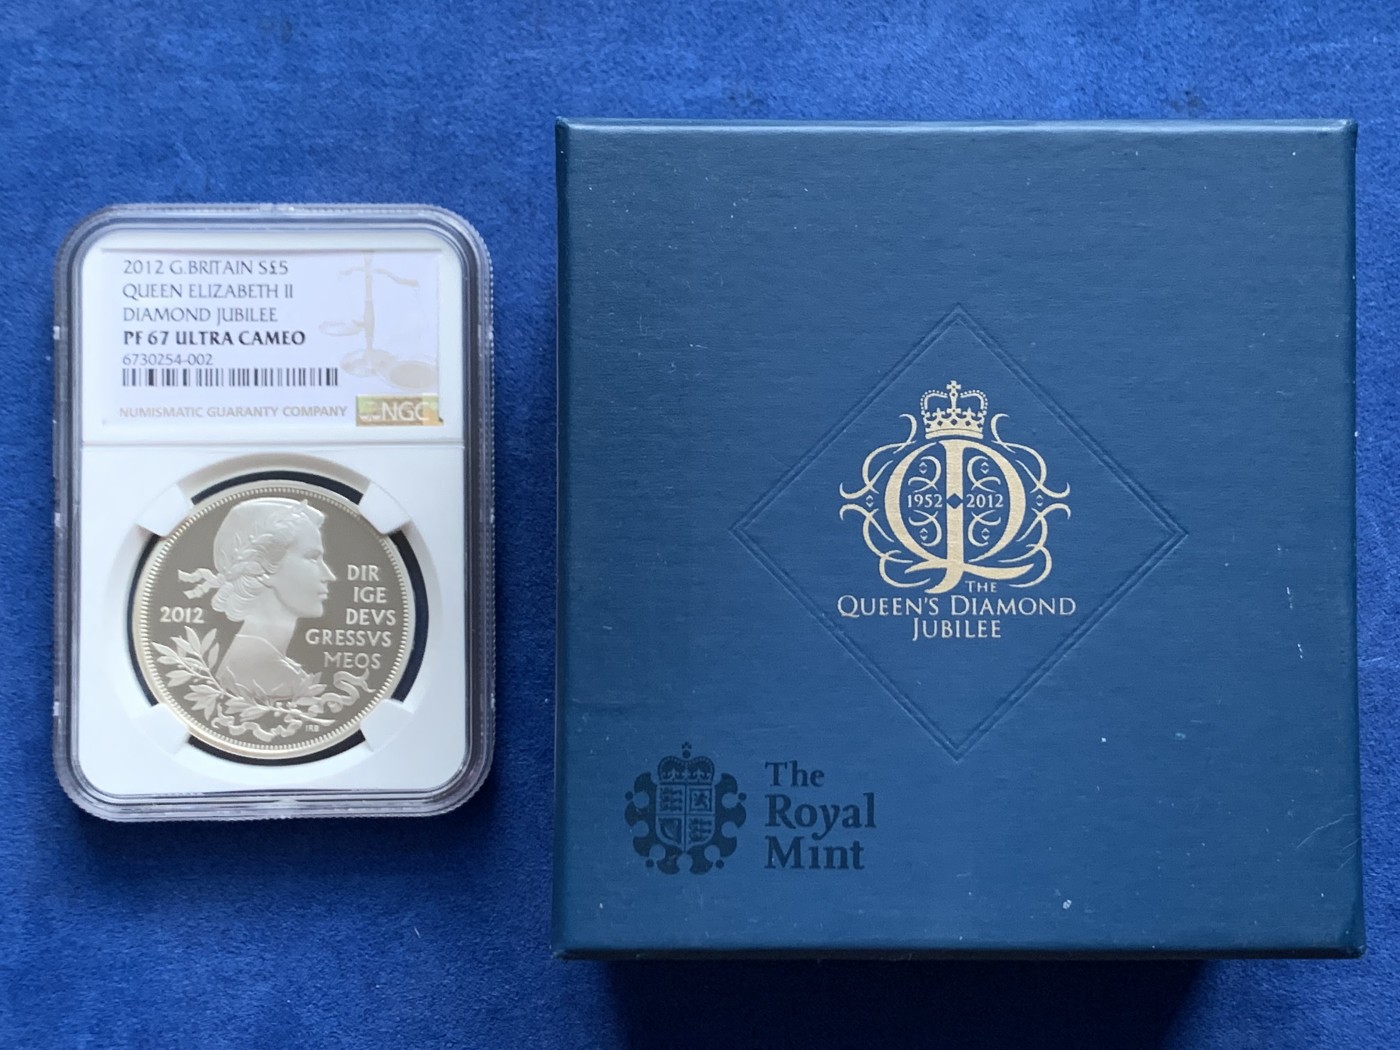 2012 G.BRITAIN S£5
QUEEN ELIZABETH II
DIAMOND JUBILEE
PF 67 ULTRA CAMEO
6730254-002
NUMISMATIC GUARANTY COMPANY
NGC
2012
DIR
IGE
DEVS
GRESSVS
MEOS
IRB
1952 2012
THE
QUEEN'S DIAMOND
JUBILEE
The
Royal
Mint